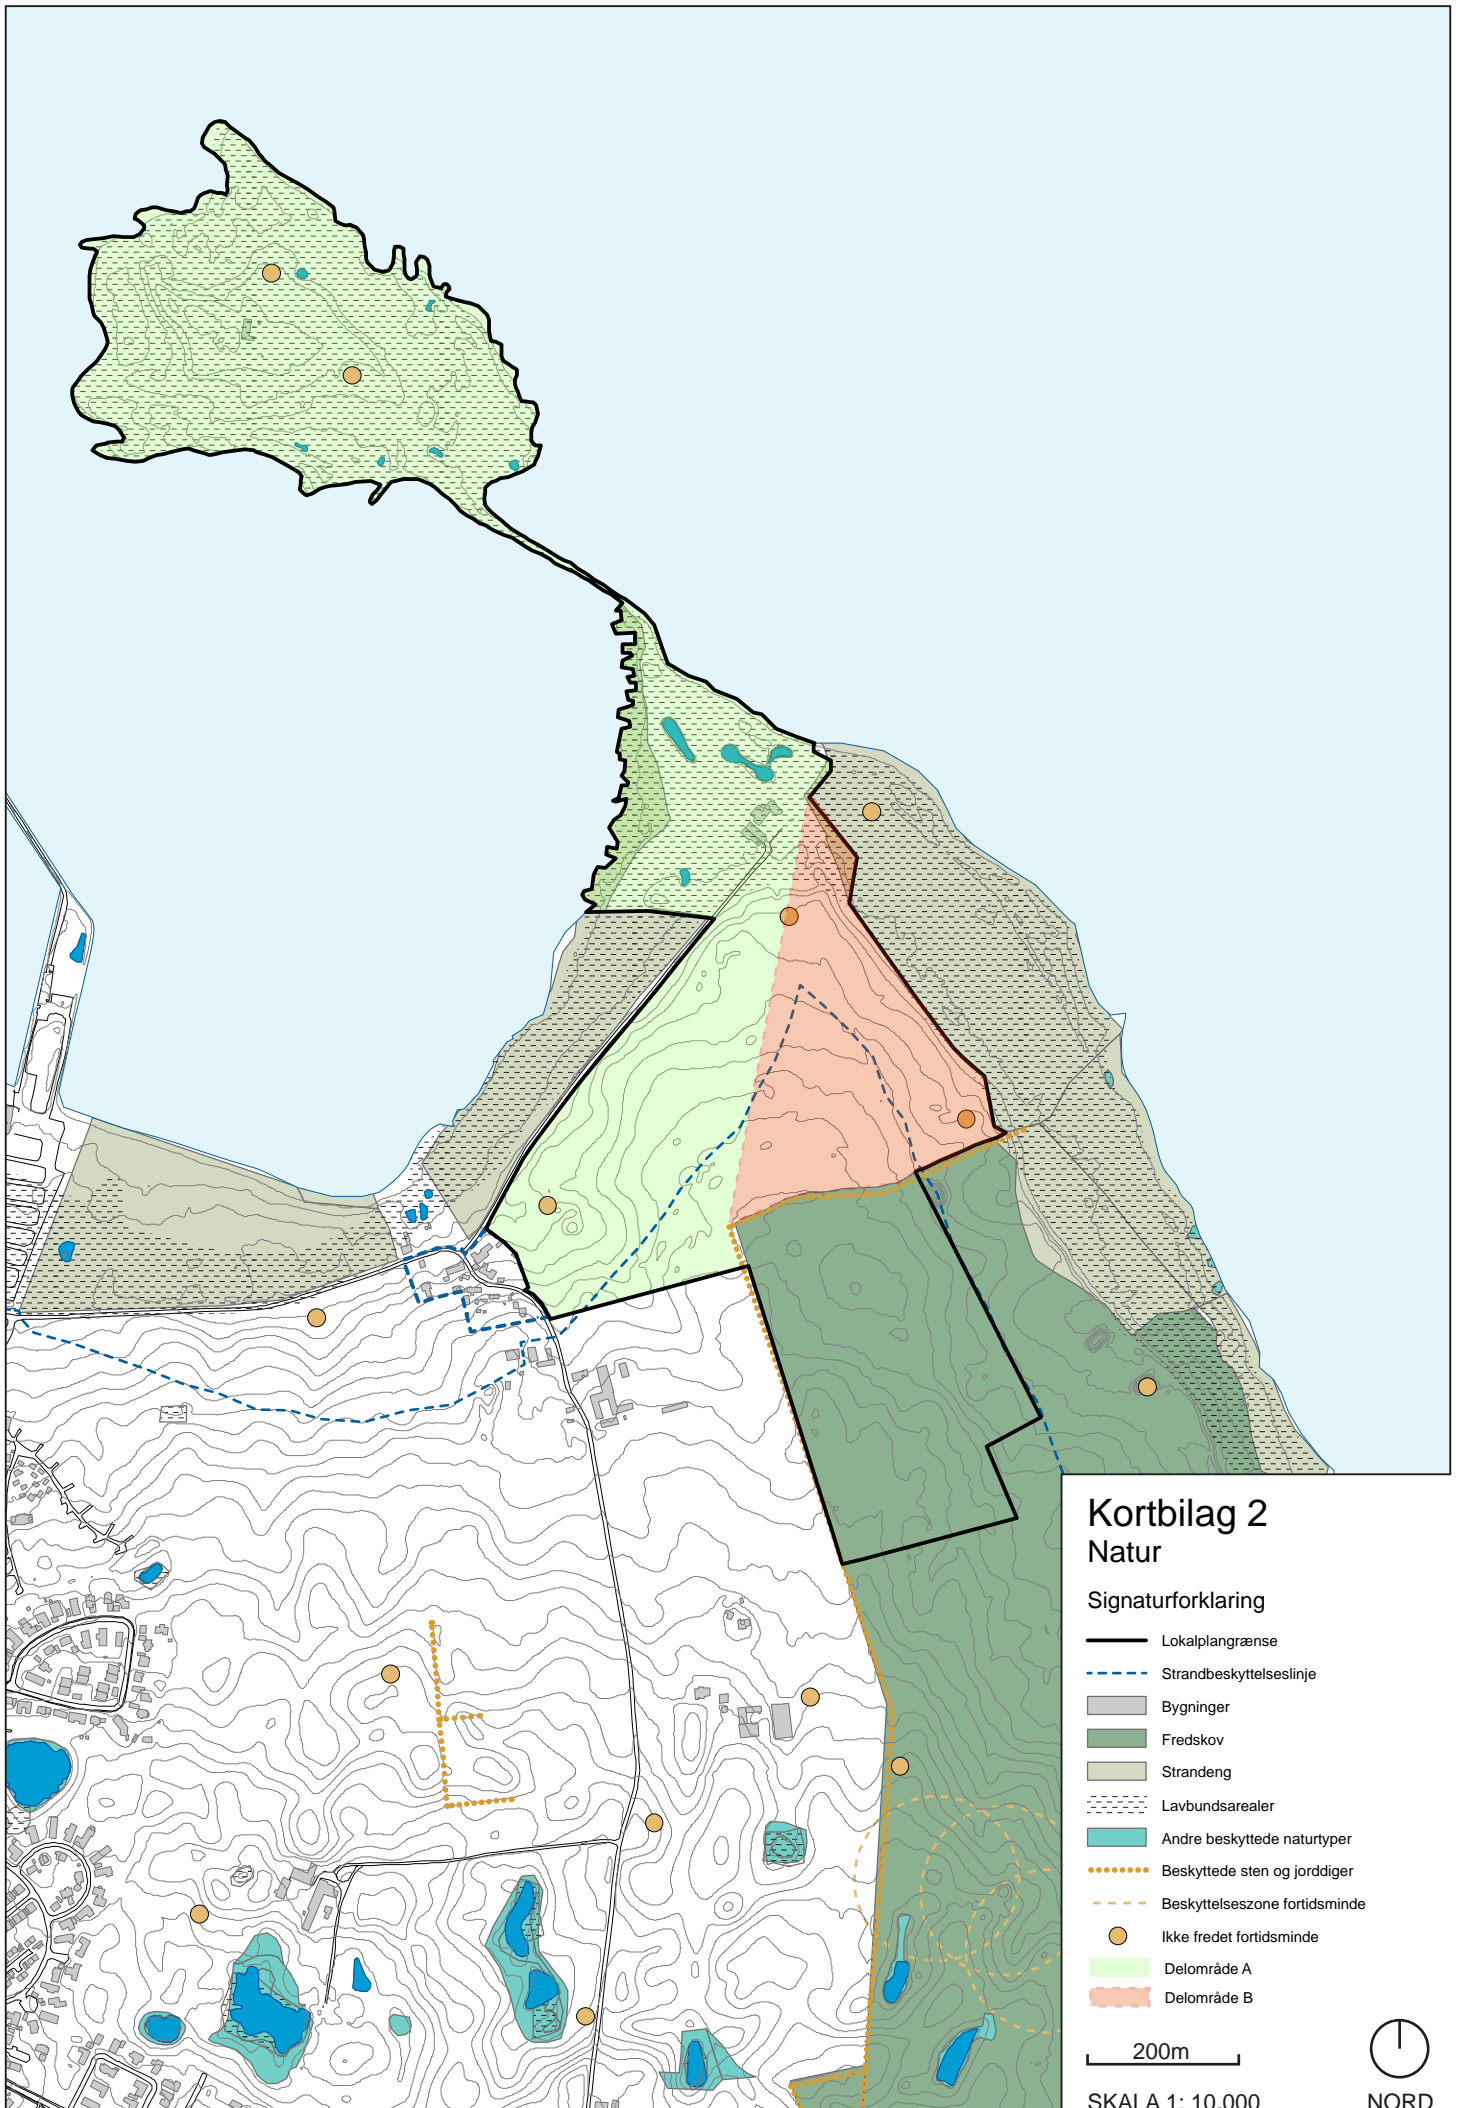 Kortbilag 2
Natur
Signaturforklaring
Lokalplangrænse
Strandbeskyttelseslinje
Bygninger
Fredskov
Strandeng
Lavbundsarealer
Andre beskyttede naturtyper
Beskyttede sten og jorddiger
Beskyttelseszone fortidsminde
Ikke fredet fortidsminde
Delområde A
Delområde B
200m
SKALA 1: 10.000
NORD